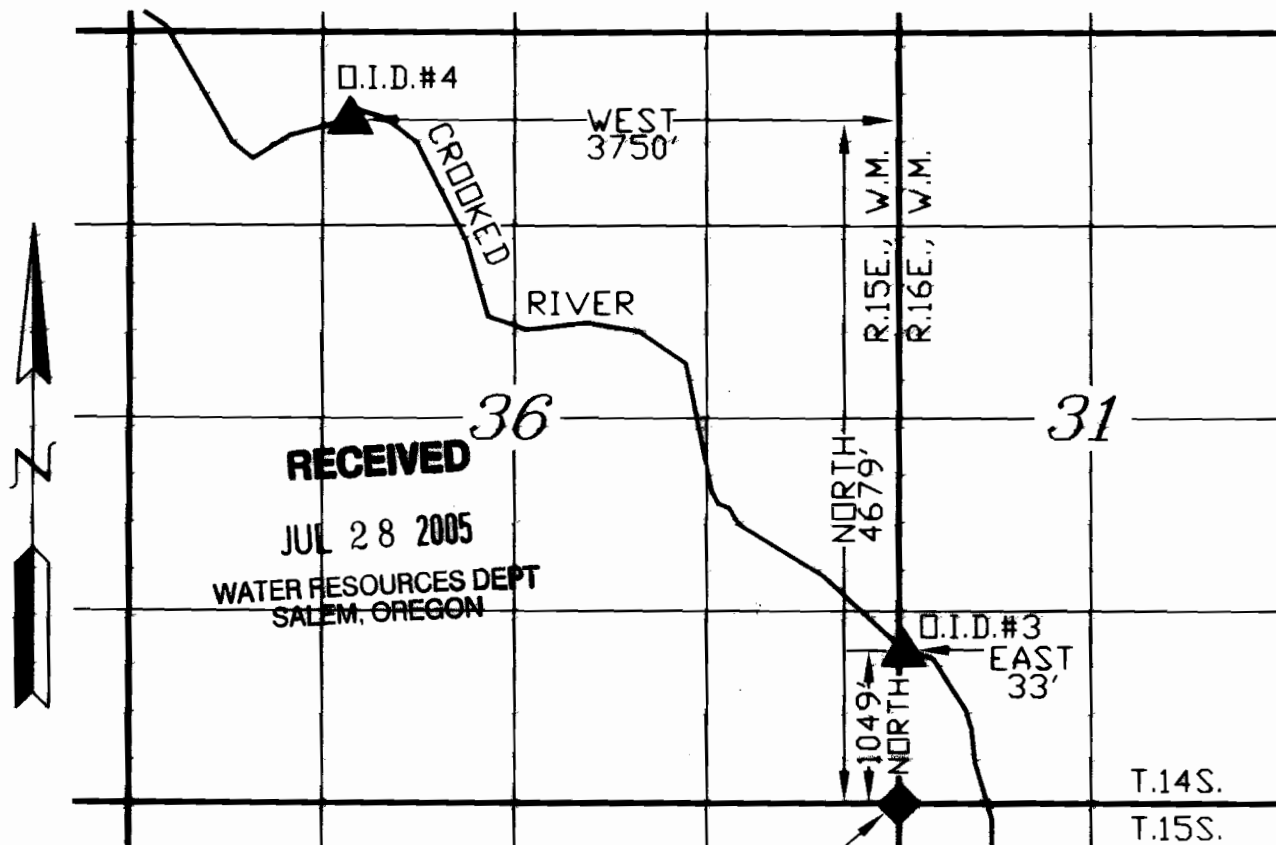 O.I.D.#4
WEST
3750'
CROOKED
RIVER
R.15E., W.M.
R.16E., W.M.
36
31
N
RECEIVED
JUL 28 2005
WATER RESOURCES DEPT
SALEM, OREGON
NORTH
4679'
O.I.D.#3
EAST
33'
1049'
NORTH
T.14S.
T.15S.